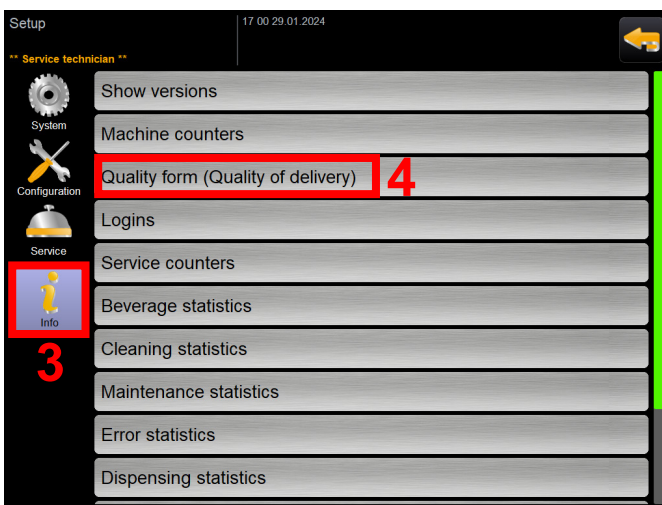 Setup
17 00 29.01.2024
** Service technician **
System
Configuration
Service
Info
3
Show versions
Machine counters
Quality form (Quality of delivery)
4
Logins
Service counters
Beverage statistics
Cleaning statistics
Maintenance statistics
Error statistics
Dispensing statistics